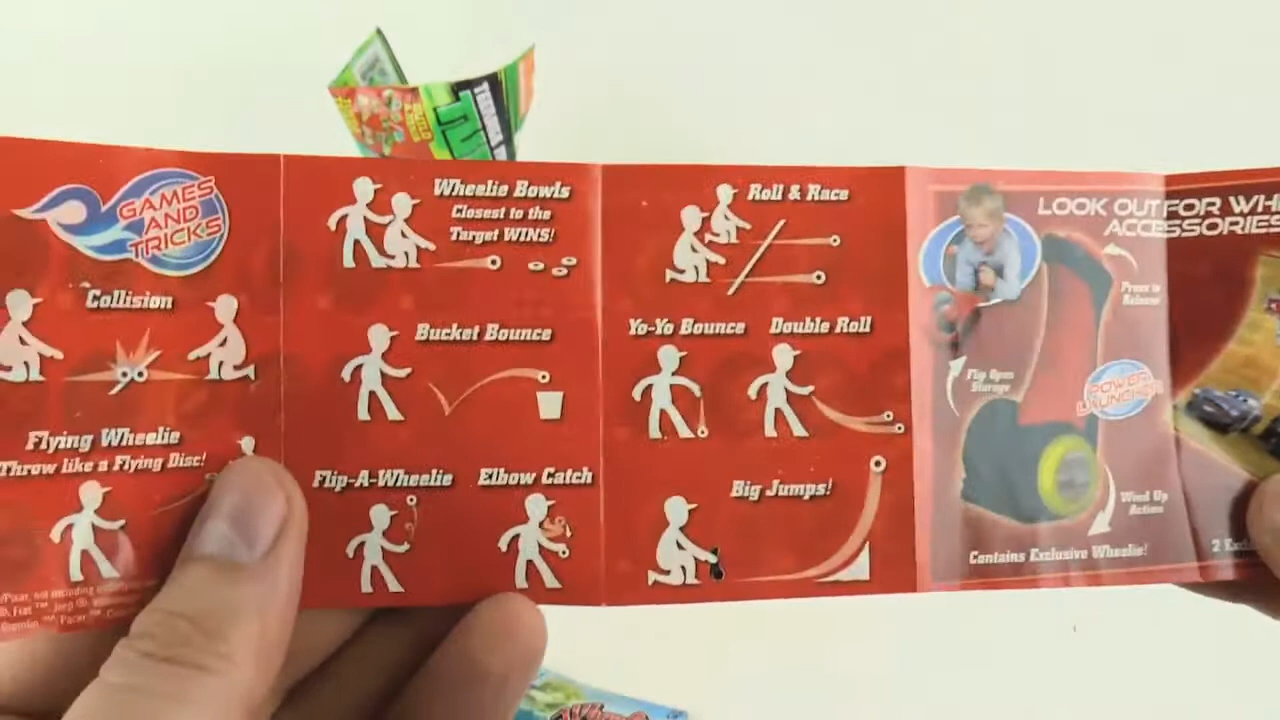 GAMES
AND
TRICKS
Collision
Flying Wheelie
Throw like a Flying Disc!
Wheelie Bowls
Closest to the
Target WINS!
Bucket Bounce
Flip-A-Wheelie
Elbow Catch
Roll & Race
Yo-Yo Bounce
Double Roll
Big Jumps!
LOOK OUT FOR WH
ACCESSORIES
Press to
Release
Flip Open
Storage
POWER
LAUNCHER
Wind Up
Action
Contains Exclusive Wheelie!